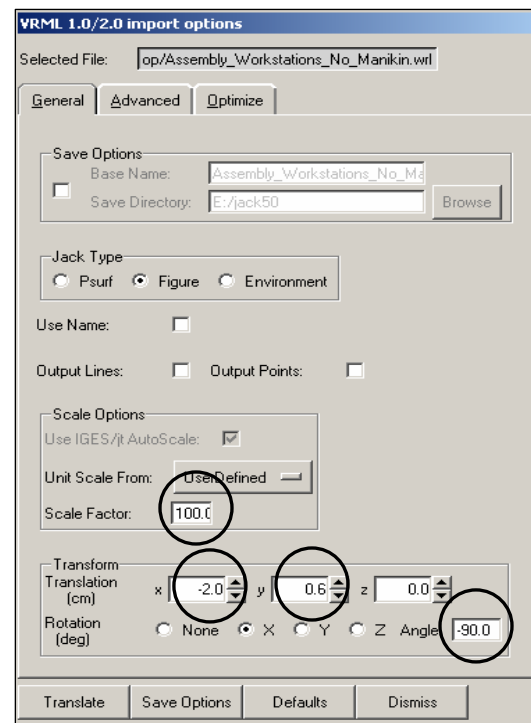 VRML 1.0/2.0 import options
Selected File: op/Assembly_Workstations_No_Manikin.wrl
General Advanced Optimize
Save Options
Base Name: Assembly_Workstations_No_Ma
Save Directory: E:/jack50 Browse
Jack Type
Psurf Figure Environment
Use Name:
Output Lines: Output Points:
Scale Options
Use IGES/jt AutoScale:
Unit Scale From: UserDefined
Scale Factor: 100.0
Transform
Translation x -2.0 y 0.6 z 0.0
(cm)
Rotation None X Y Z Angle -90.0
(deg)
Translate Save Options Defaults Dismiss